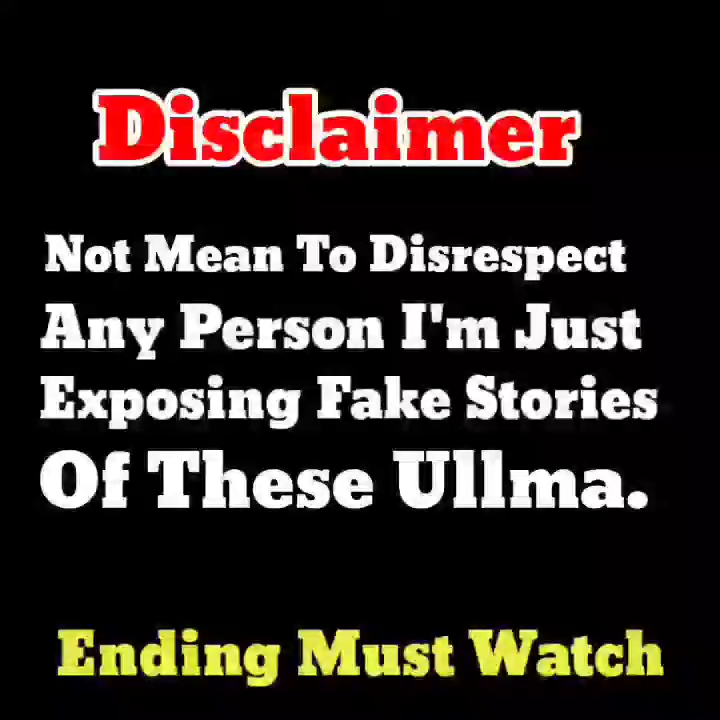 Disclaimer
Not Mean To Disrespect
Any Person I'm Just
Exposing Fake Stories
Of These Ullma.
Ending Must Watch